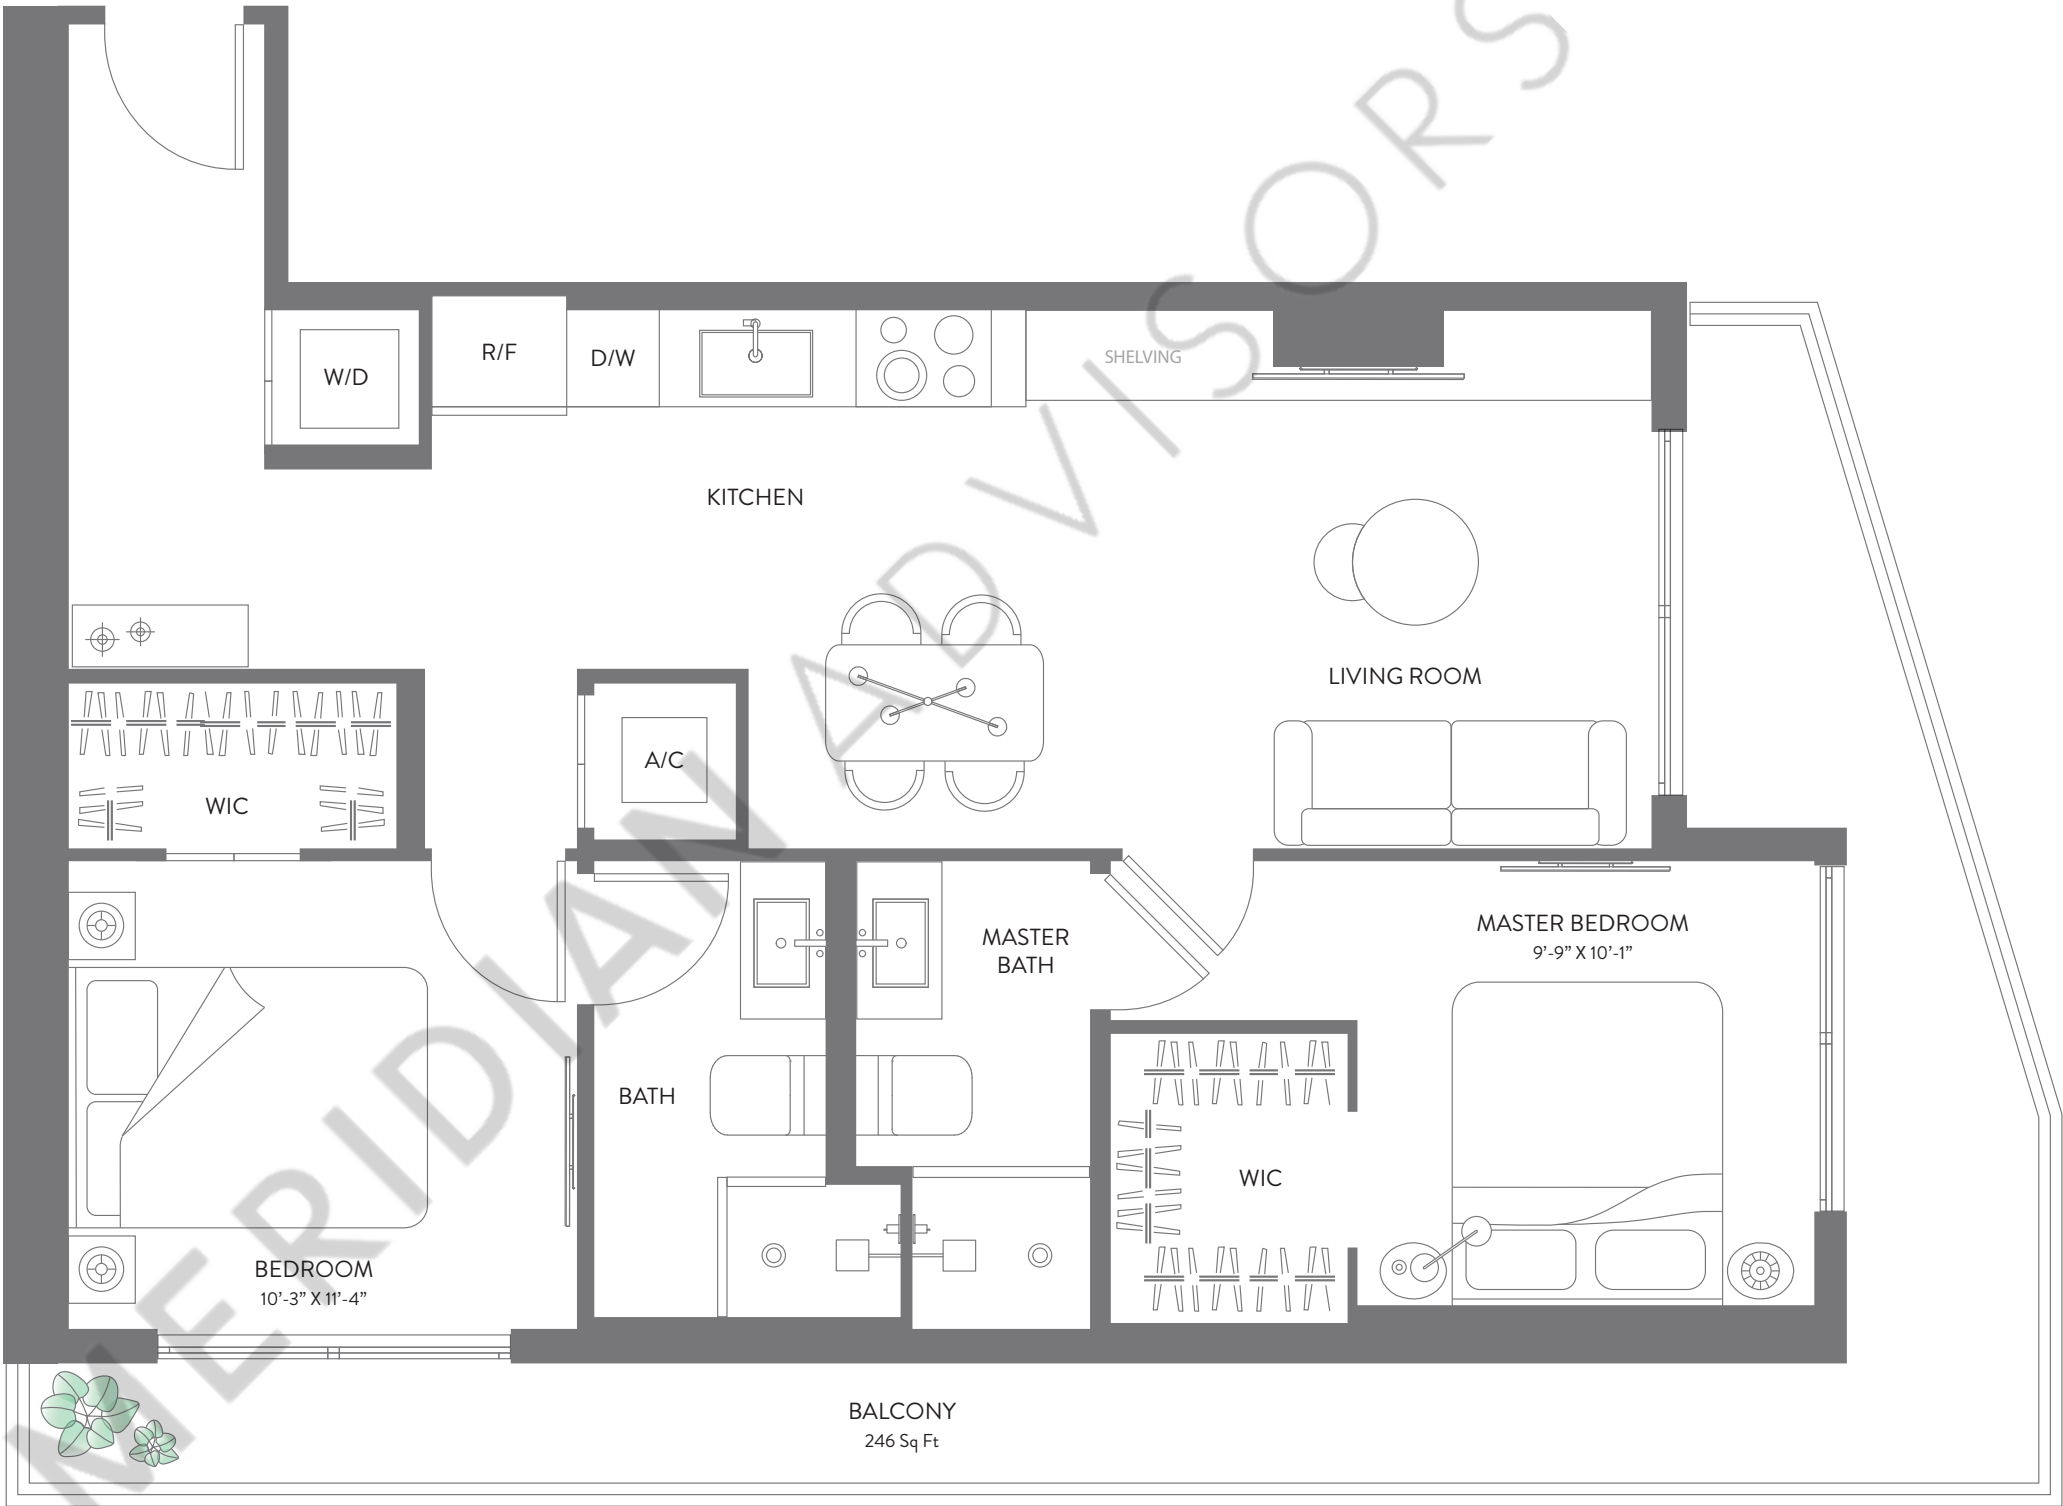 R/F
D/W
W/D
SHELVING
KITCHEN
LIVING ROOM
A/C
WIC
MASTER BEDROOM
9’-9” X 10’-1”
MASTER
BATH
BATH
WIC
BEDROOM
10’-3” X 11’-4”
BALCONY
246 Sq Ft
MERIDIAN ADVISORS